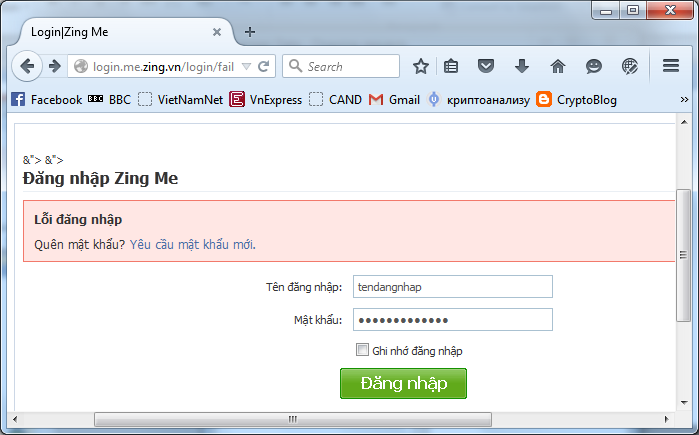 Login|Zing Me
login.me.zing.vn/login/fail
Search
Facebook BBC VietNamNet VnExpress CAND Gmail криптоанализу CryptoBlog
&"> &">
Đăng nhập Zing Me
Lỗi đăng nhập
Quên mật khẩu? Yêu cầu mật khẩu mới.
Tên đăng nhập: tendangnhap
Mật khẩu: •••••••••••••
Ghi nhớ đăng nhập
Đăng nhập